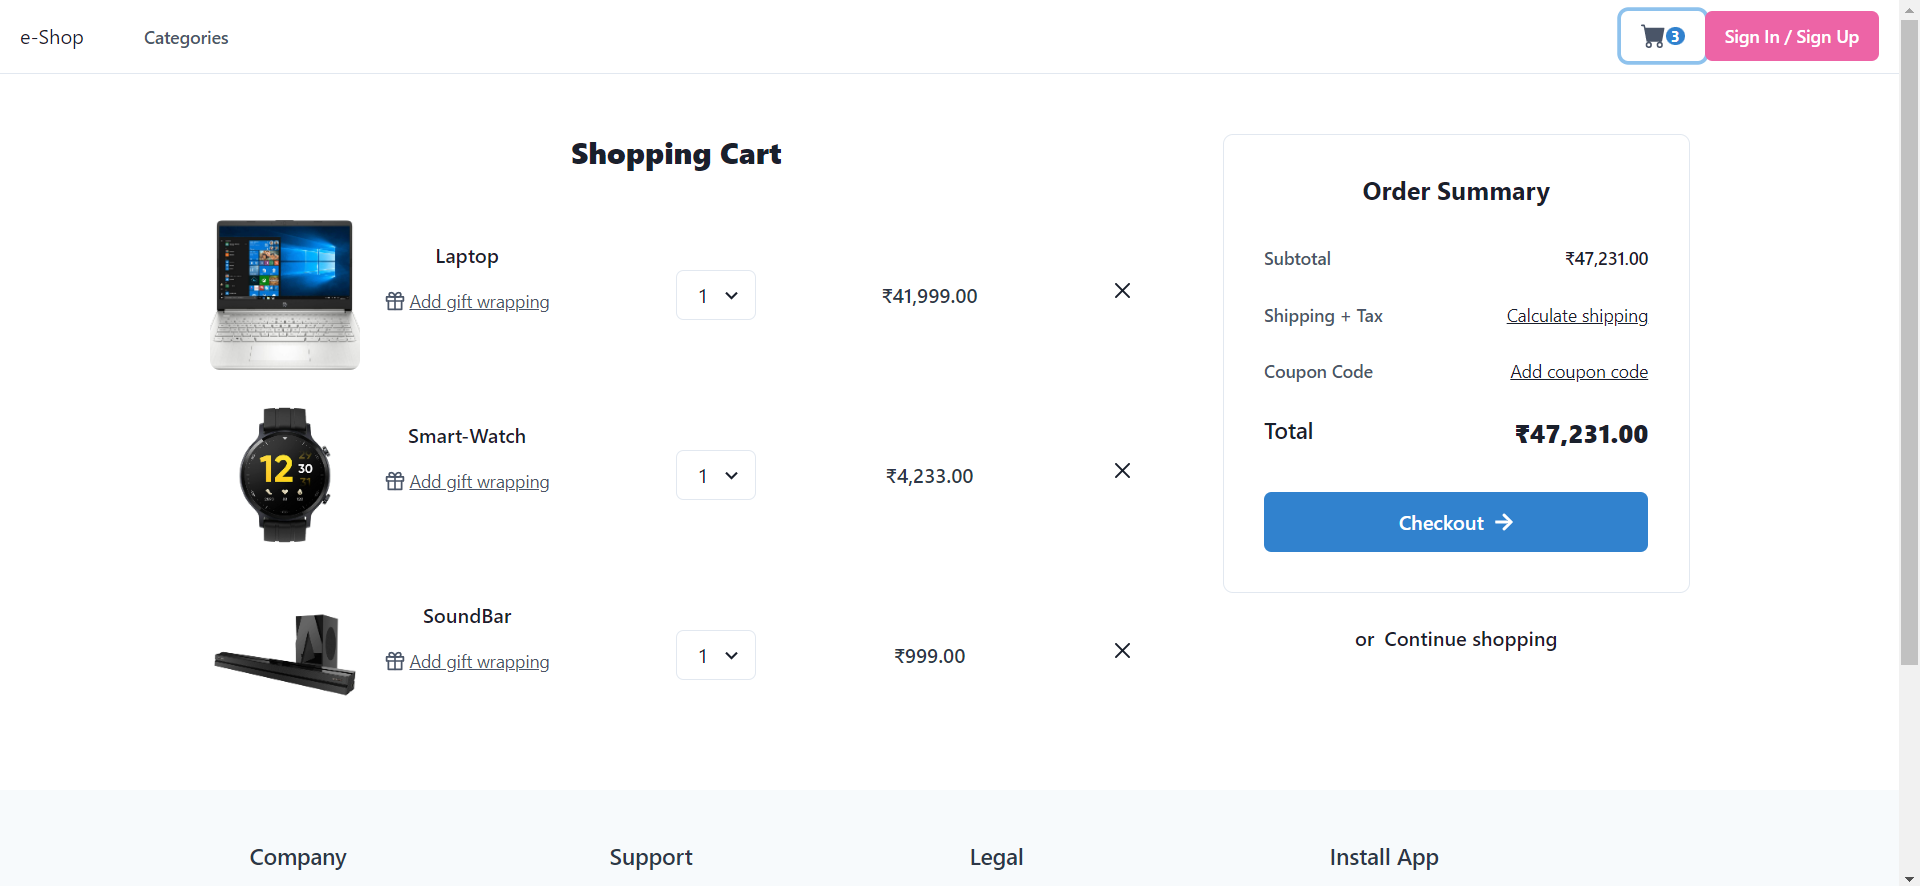 e-Shop
Categories
3
Sign In / Sign Up
Shopping Cart
Laptop
Add gift wrapping
1
₹41,999.00
Smart-Watch
Add gift wrapping
1
₹4,233.00
12
30
SoundBar
Add gift wrapping
1
₹999.00
Order Summary
Subtotal
₹47,231.00
Shipping + Tax
Calculate shipping
Coupon Code
Add coupon code
Total
₹47,231.00
Checkout
or Continue shopping
Company
Support
Legal
Install App